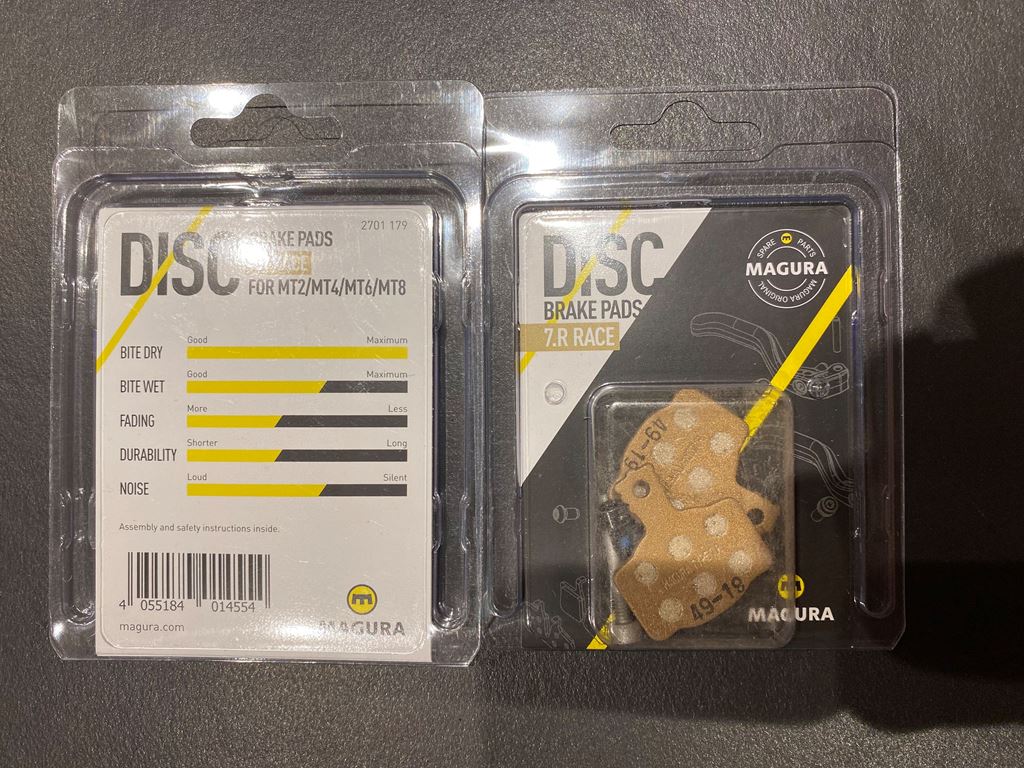 2701 179
DISC BRAKE PADS
FOR MT2/MT4/MT6/MT8
BITE DRY Good Maximum
BITE WET Good Maximum
FADING More Less
DURABILITY Shorter Long
NOISE Loud Silent
Assembly and safety instructions inside.
4 055184 014554
magura.com
MAGURA
DISC
BRAKE PADS
7.R RACE
SPARE PARTS
MAGURA
MAGURA ORIGINAL
49-19
49-19
MAGURA